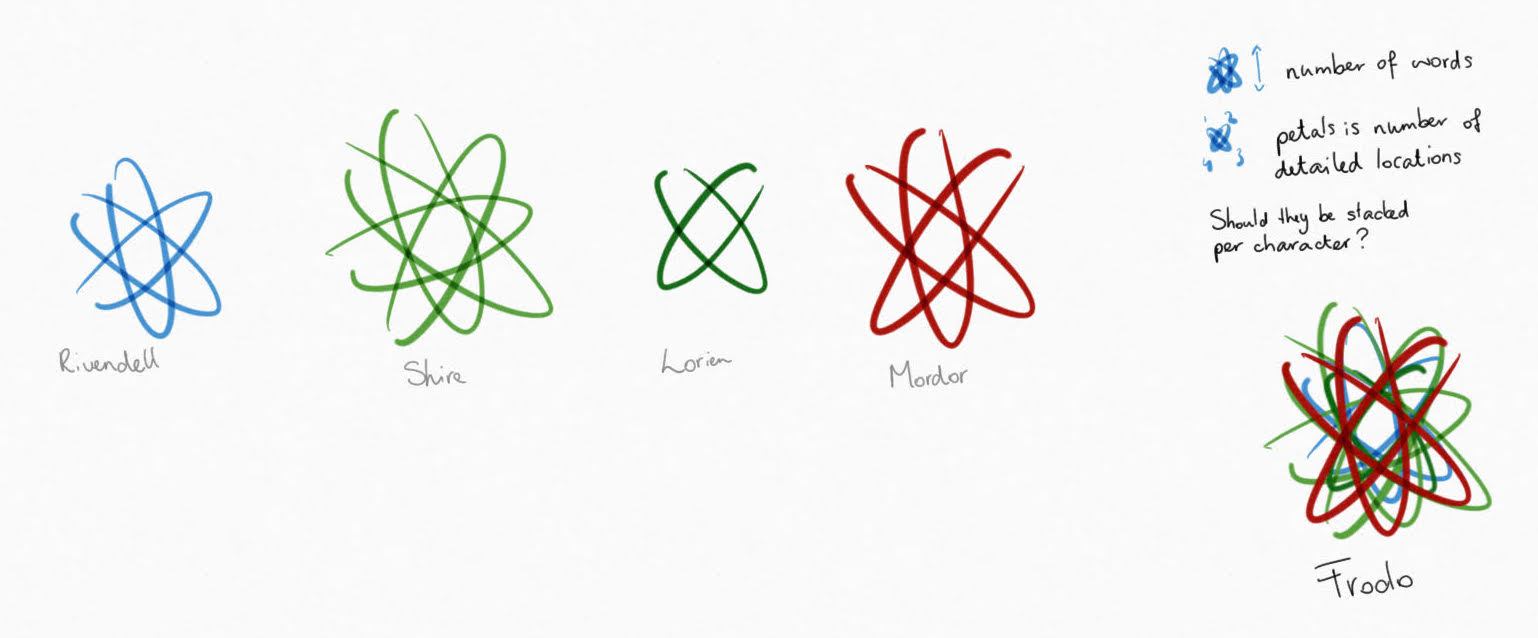 number of words
1 2
3
4
petals is number of
detailed locations
Should they be stacked
per character?
Rivendell
Shire
Lorien
Mordor
Frodo